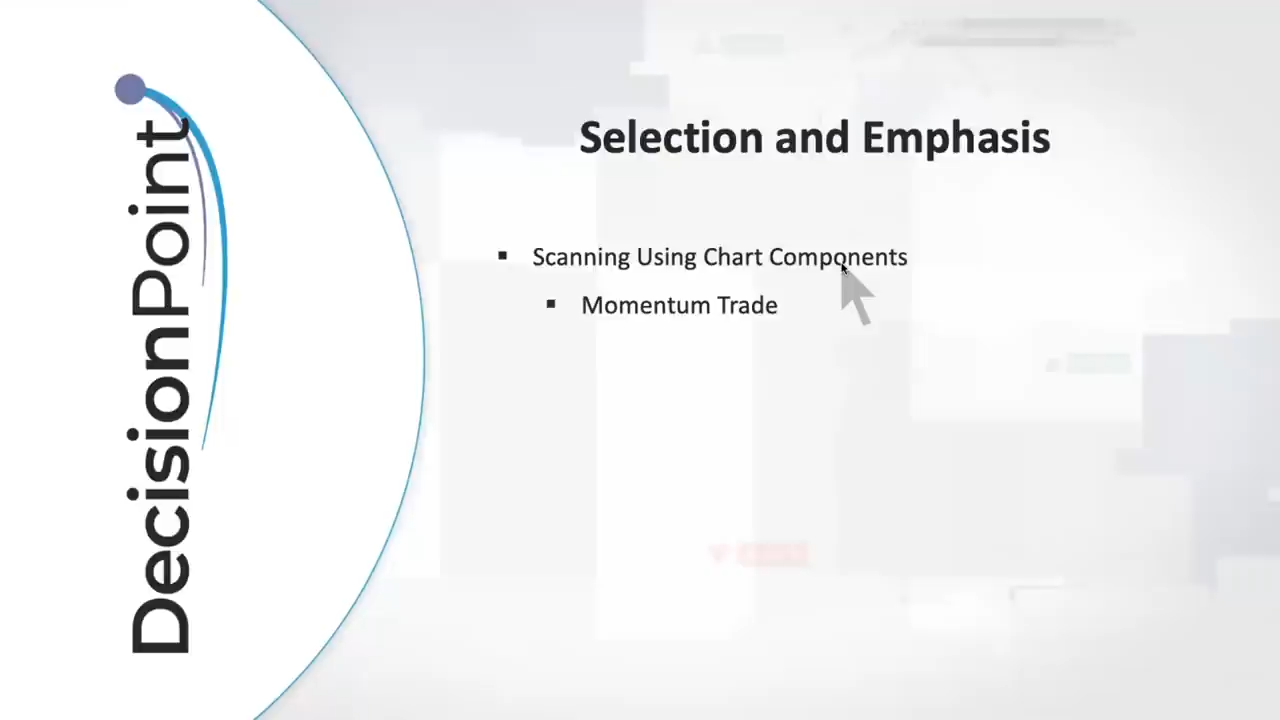 DecisionPoint
Selection and Emphasis
▪ Scanning Using Chart Components
▪ Momentum Trade